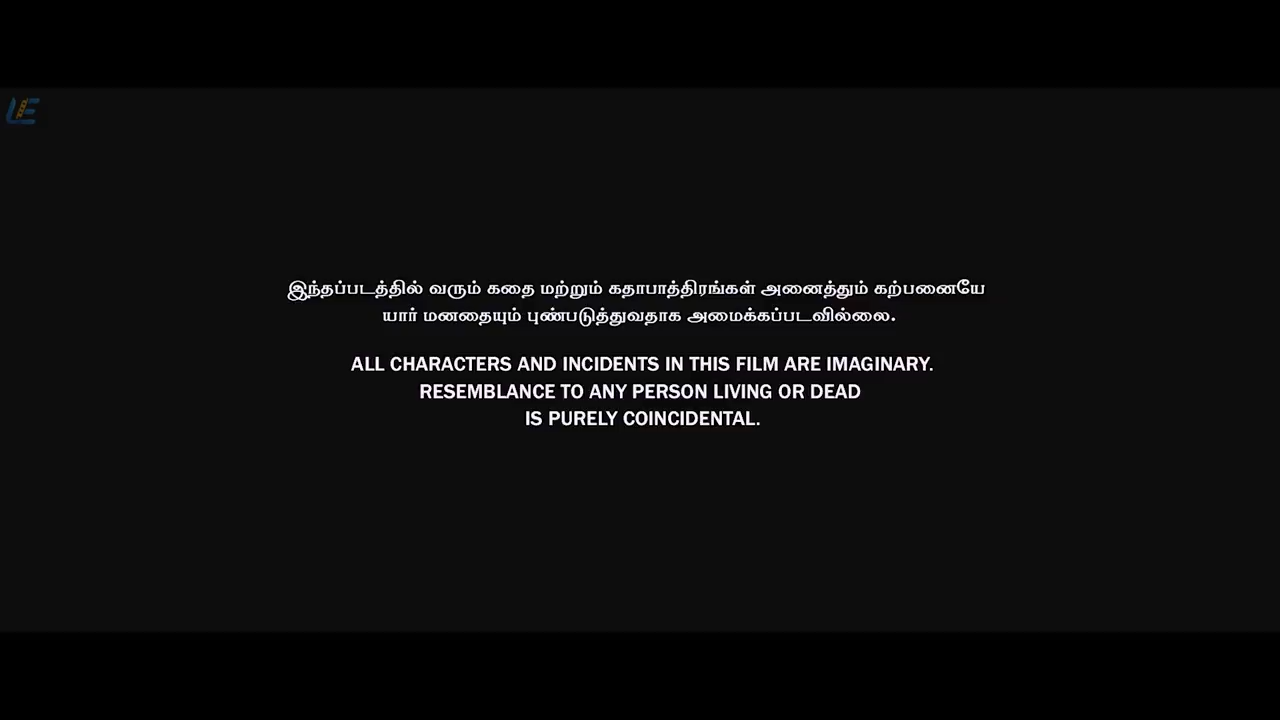 LE
இந்தப்படத்தில் வரும் கதை மற்றும் கதாபாத்திரங்கள் அனைத்தும் கற்பனையே
யார் மனதையும் புண்படுத்துவதாக அமைக்கப்படவில்லை.
ALL CHARACTERS AND INCIDENTS IN THIS FILM ARE IMAGINARY.
RESEMBLANCE TO ANY PERSON LIVING OR DEAD
IS PURELY COINCIDENTAL.